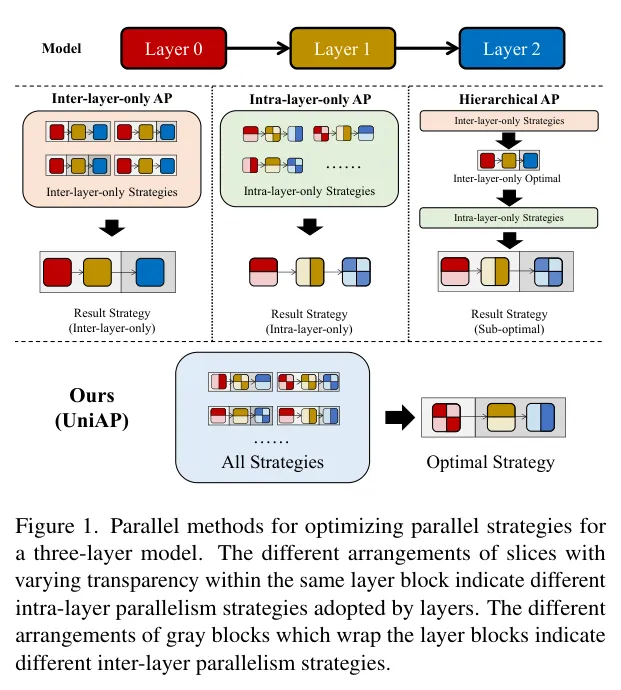 Model
Layer 0
Layer 1
Layer 2
Inter-layer-only AP
Inter-layer-only Strategies
Result Strategy
(Inter-layer-only)
Intra-layer-only AP
......
Intra-layer-only Strategies
Result Strategy
(Intra-layer-only)
Hierarchical AP
Inter-layer-only Strategies
Inter-layer-only Optimal
Intra-layer-only Strategies
Result Strategy
(Sub-optimal)
Ours
(UniAP)
......
All Strategies
Optimal Strategy
Figure 1. Parallel methods for optimizing parallel strategies for
a three-layer model. The different arrangements of slices with
varying transparency within the same layer block indicate different
intra-layer parallelism strategies adopted by layers. The different
arrangements of gray blocks which wrap the layer blocks indicate
different inter-layer parallelism strategies.